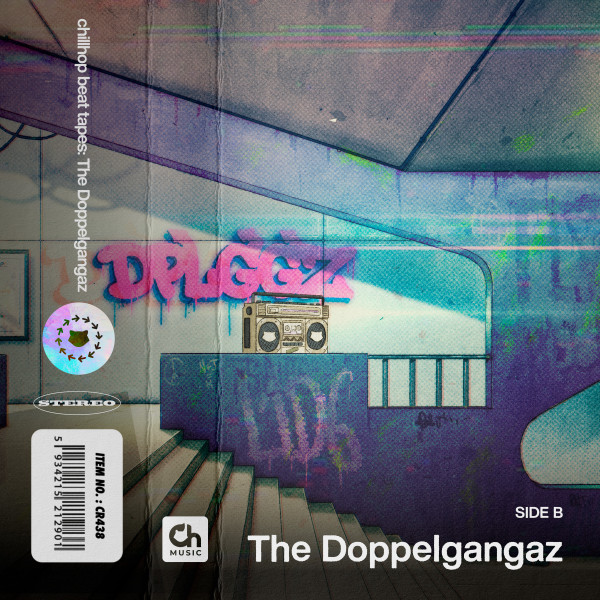 chillhop beat tapes: The Doppelgangaz
DPLGGZ
STEREO
ITEM NO. : CR438
5 934215 212901
Ch
MUSIC
SIDE B
The Doppelgangaz